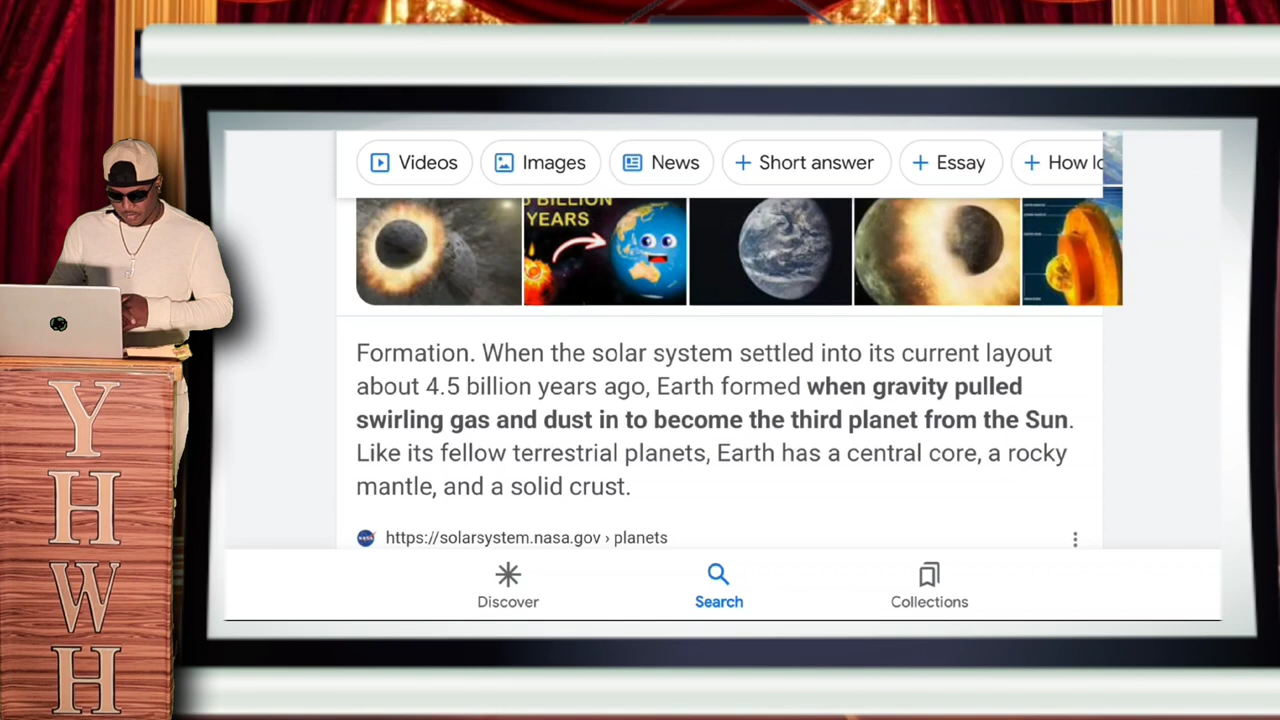 Videos
Images
News
+ Short answer
+ Essay
+ How lo
5 BILLION
YEARS
Formation. When the solar system settled into its current layout
about 4.5 billion years ago, Earth formed when gravity pulled
swirling gas and dust in to become the third planet from the Sun.
Like its fellow terrestrial planets, Earth has a central core, a rocky
mantle, and a solid crust.
NASA
https://solarsystem.nasa.gov › planets
Discover
Search
Collections
Y
H
W
H